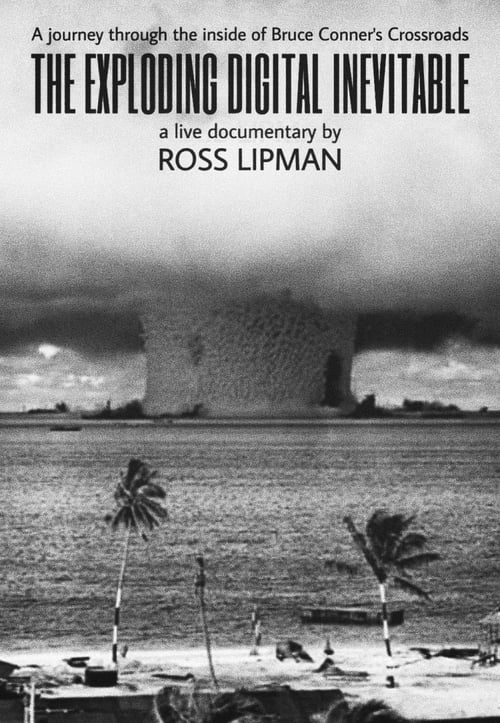 A journey through the inside of Bruce Conner's Crossroads
THE EXPLODING DIGITAL INEVITABLE
a live documentary by
ROSS LIPMAN